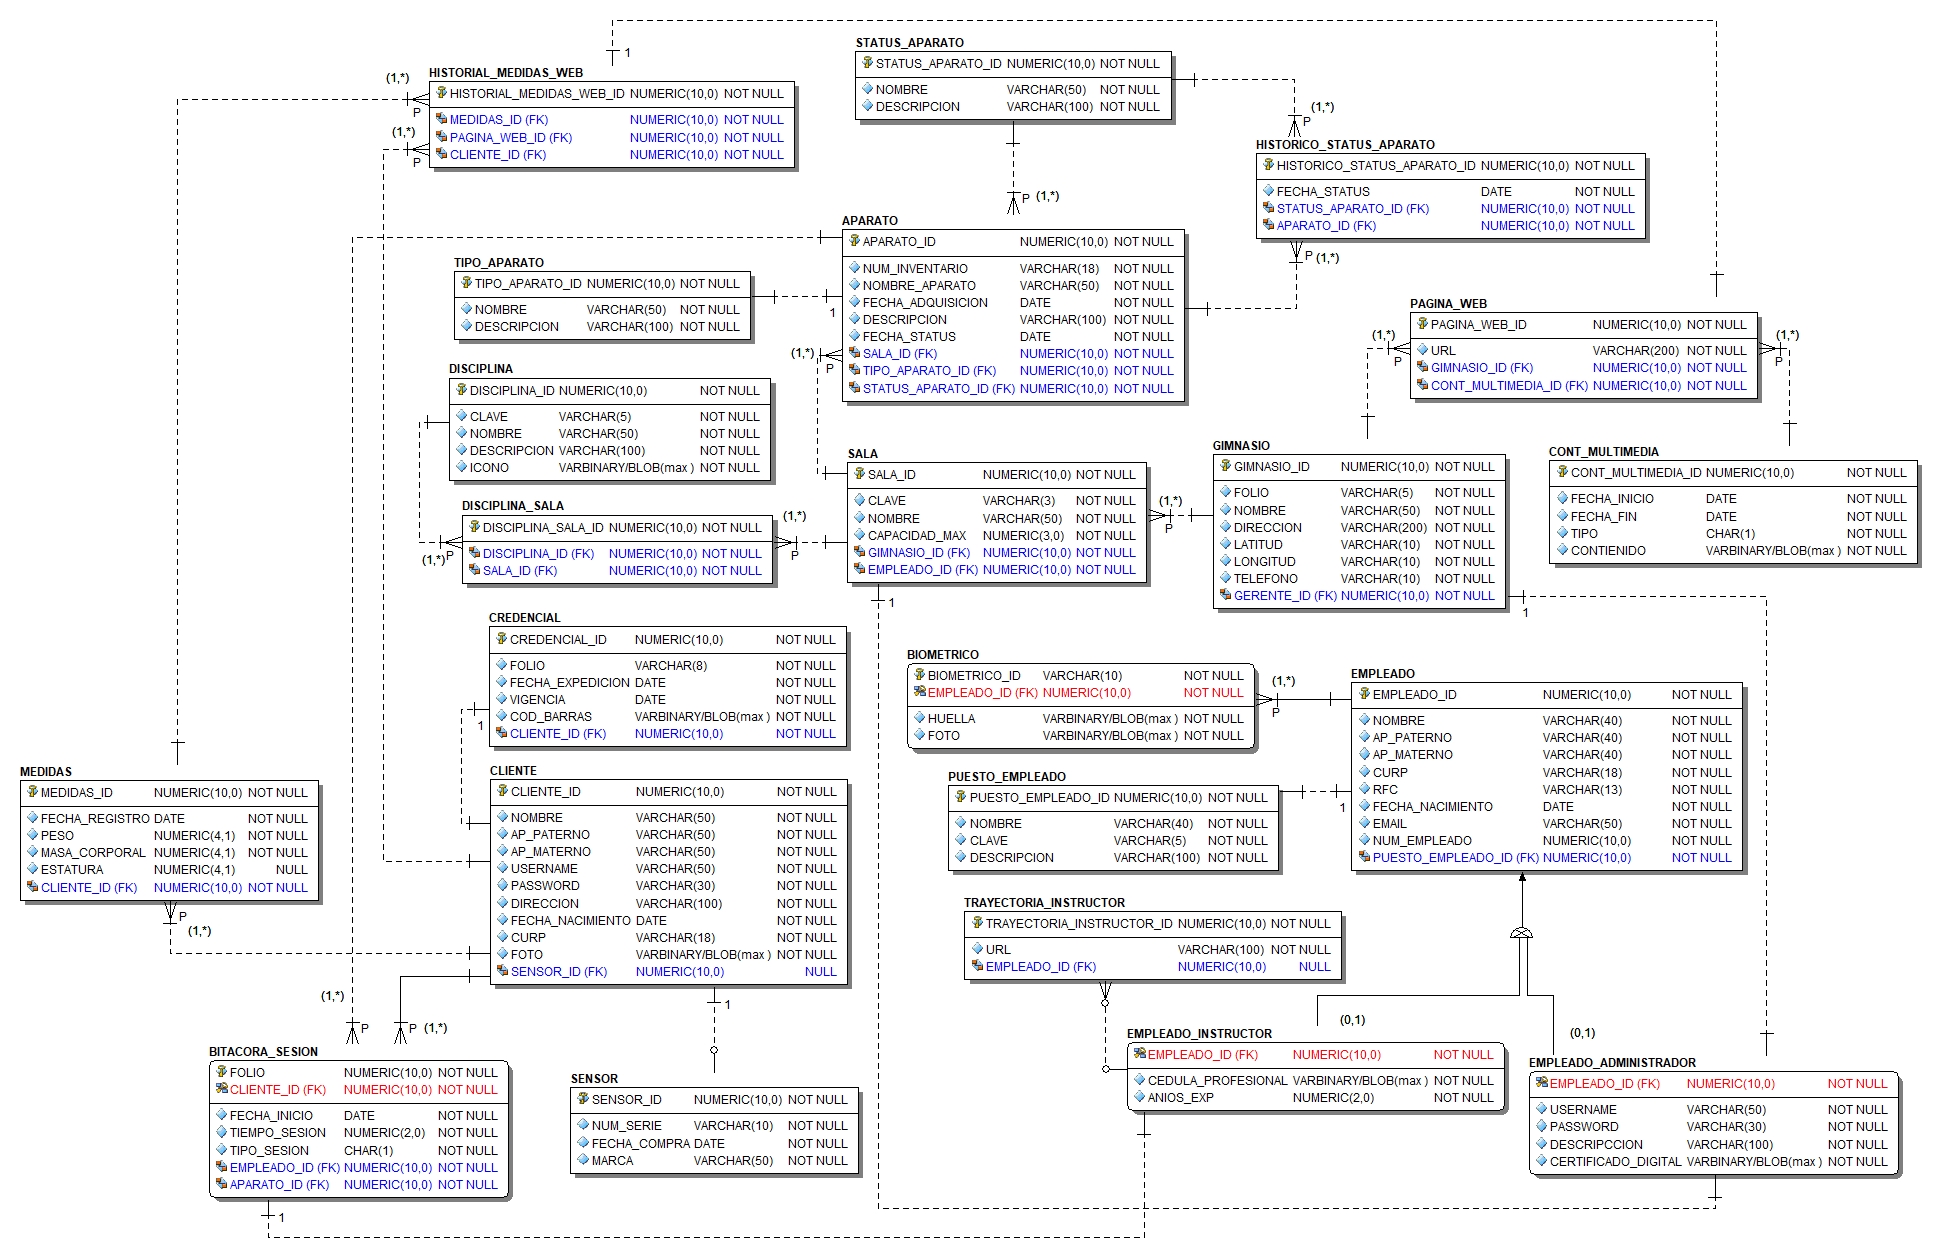 HISTORIAL_MEDIDAS_WEB
HISTORIAL_MEDIDAS_WEB_ID NUMERIC(10,0) NOT NULL
MEDIDAS_ID (FK) NUMERIC(10,0) NOT NULL
PAGINA_WEB_ID (FK) NUMERIC(10,0) NOT NULL
CLIENTE_ID (FK) NUMERIC(10,0) NOT NULL
(1,*)
P
(1,*)
P
1
STATUS_APARATO
STATUS_APARATO_ID NUMERIC(10,0) NOT NULL
NOMBRE VARCHAR(50) NOT NULL
DESCRIPCION VARCHAR(100) NOT NULL
(1,*)
P
P (1,*)
HISTORICO_STATUS_APARATO
HISTORICO_STATUS_APARATO_ID NUMERIC(10,0) NOT NULL
FECHA_STATUS DATE NOT NULL
STATUS_APARATO_ID (FK) NUMERIC(10,0) NOT NULL
APARATO_ID (FK) NUMERIC(10,0) NOT NULL
P (1,*)
APARATO
APARATO_ID NUMERIC(10,0) NOT NULL
NUM_INVENTARIO VARCHAR(18) NOT NULL
NOMBRE_APARATO VARCHAR(50) NOT NULL
FECHA_ADQUISICION DATE NOT NULL
DESCRIPCION VARCHAR(100) NOT NULL
FECHA_STATUS DATE NOT NULL
SALA_ID (FK) NUMERIC(10,0) NOT NULL
TIPO_APARATO_ID (FK) NUMERIC(10,0) NOT NULL
STATUS_APARATO_ID (FK) NUMERIC(10,0) NOT NULL
1
(1,*)
P
TIPO_APARATO
TIPO_APARATO_ID NUMERIC(10,0) NOT NULL
NOMBRE VARCHAR(50) NOT NULL
DESCRIPCION VARCHAR(100) NOT NULL
PAGINA_WEB
PAGINA_WEB_ID NUMERIC(10,0) NOT NULL
URL VARCHAR(200) NOT NULL
GIMNASIO_ID (FK) NUMERIC(10,0) NOT NULL
CONT_MULTIMEDIA_ID (FK) NUMERIC(10,0) NOT NULL
(1,*)
P
(1,*)
P
DISCIPLINA
DISCIPLINA_ID NUMERIC(10,0) NOT NULL
CLAVE VARCHAR(5) NOT NULL
NOMBRE VARCHAR(50) NOT NULL
DESCRIPCION VARCHAR(100) NOT NULL
ICONO VARBINARY/BLOB(max ) NOT NULL
DISCIPLINA_SALA
DISCIPLINA_SALA_ID NUMERIC(10,0) NOT NULL
DISCIPLINA_ID (FK) NUMERIC(10,0) NOT NULL
SALA_ID (FK) NUMERIC(10,0) NOT NULL
(1,*)
P
(1,*)
P
SALA
SALA_ID NUMERIC(10,0) NOT NULL
CLAVE VARCHAR(3) NOT NULL
NOMBRE VARCHAR(50) NOT NULL
CAPACIDAD_MAX NUMERIC(3,0) NOT NULL
GIMNASIO_ID (FK) NUMERIC(10,0) NOT NULL
EMPLEADO_ID (FK) NUMERIC(10,0) NOT NULL
(1,*)
P
1
GIMNASIO
GIMNASIO_ID NUMERIC(10,0) NOT NULL
FOLIO VARCHAR(5) NOT NULL
NOMBRE VARCHAR(50) NOT NULL
DIRECCION VARCHAR(200) NOT NULL
LATITUD VARCHAR(10) NOT NULL
LONGITUD VARCHAR(10) NOT NULL
TELEFONO VARCHAR(10) NOT NULL
GERENTE_ID (FK) NUMERIC(10,0) NOT NULL
1
CONT_MULTIMEDIA
CONT_MULTIMEDIA_ID NUMERIC(10,0) NOT NULL
FECHA_INICIO DATE NOT NULL
FECHA_FIN DATE NOT NULL
TIPO CHAR(1) NOT NULL
CONTIENIDO VARBINARY/BLOB(max ) NOT NULL
CREDENCIAL
CREDENCIAL_ID NUMERIC(10,0) NOT NULL
FOLIO VARCHAR(8) NOT NULL
FECHA_EXPEDICION DATE NOT NULL
VIGENCIA DATE NOT NULL
COD_BARRAS VARBINARY/BLOB(max ) NOT NULL
CLIENTE_ID (FK) NUMERIC(10,0) NOT NULL
1
BIOMETRICO
BIOMETRICO_ID VARCHAR(10) NOT NULL
EMPLEADO_ID (FK) NUMERIC(10,0) NOT NULL
HUELLA VARBINARY/BLOB(max ) NOT NULL
FOTO VARBINARY/BLOB(max ) NOT NULL
(1,*)
P
EMPLEADO
EMPLEADO_ID NUMERIC(10,0) NOT NULL
NOMBRE VARCHAR(40) NOT NULL
AP_PATERNO VARCHAR(40) NOT NULL
AP_MATERNO VARCHAR(40) NOT NULL
CURP VARCHAR(18) NOT NULL
RFC VARCHAR(13) NOT NULL
FECHA_NACIMIENTO DATE NOT NULL
EMAIL VARCHAR(50) NOT NULL
NUM_EMPLEADO NUMERIC(10,0) NOT NULL
PUESTO_EMPLEADO_ID (FK) NUMERIC(10,0) NOT NULL
1
PUESTO_EMPLEADO
PUESTO_EMPLEADO_ID NUMERIC(10,0) NOT NULL
NOMBRE VARCHAR(40) NOT NULL
CLAVE VARCHAR(5) NOT NULL
DESCRIPCION VARCHAR(100) NOT NULL
MEDIDAS
MEDIDAS_ID NUMERIC(10,0) NOT NULL
FECHA_REGISTRO DATE NOT NULL
PESO NUMERIC(4,1) NOT NULL
MASA_CORPORAL NUMERIC(4,1) NOT NULL
ESTATURA NUMERIC(4,1) NULL
CLIENTE_ID (FK) NUMERIC(10,0) NOT NULL
P
(1,*)
CLIENTE
CLIENTE_ID NUMERIC(10,0) NOT NULL
NOMBRE VARCHAR(50) NOT NULL
AP_PATERNO VARCHAR(50) NOT NULL
AP_MATERNO VARCHAR(50) NOT NULL
USERNAME VARCHAR(50) NOT NULL
PASSWORD VARCHAR(30) NOT NULL
DIRECCION VARCHAR(100) NOT NULL
FECHA_NACIMIENTO DATE NOT NULL
CURP VARCHAR(18) NOT NULL
FOTO VARBINARY/BLOB(max ) NOT NULL
SENSOR_ID (FK) NUMERIC(10,0) NULL
1
TRAYECTORIA_INSTRUCTOR
TRAYECTORIA_INSTRUCTOR_ID NUMERIC(10,0) NOT NULL
URL VARCHAR(100) NOT NULL
EMPLEADO_ID (FK) NUMERIC(10,0) NULL
(0,1)
(0,1)
EMPLEADO_INSTRUCTOR
EMPLEADO_ID (FK) NUMERIC(10,0) NOT NULL
CEDULA_PROFESIONAL VARBINARY/BLOB(max ) NOT NULL
ANIOS_EXP NUMERIC(2,0) NOT NULL
EMPLEADO_ADMINISTRADOR
EMPLEADO_ID (FK) NUMERIC(10,0) NOT NULL
USERNAME VARCHAR(50) NOT NULL
PASSWORD VARCHAR(30) NOT NULL
DESCRIPCCION VARCHAR(100) NOT NULL
CERTIFICADO_DIGITAL VARBINARY/BLOB(max ) NOT NULL
(1,*)
P
P (1,*)
BITACORA_SESION
FOLIO NUMERIC(10,0) NOT NULL
CLIENTE_ID (FK) NUMERIC(10,0) NOT NULL
FECHA_INICIO DATE NOT NULL
TIEMPO_SESION NUMERIC(2,0) NOT NULL
TIPO_SESION CHAR(1) NOT NULL
EMPLEADO_ID (FK) NUMERIC(10,0) NOT NULL
APARATO_ID (FK) NUMERIC(10,0) NOT NULL
1
SENSOR
SENSOR_ID NUMERIC(10,0) NOT NULL
NUM_SERIE VARCHAR(10) NOT NULL
FECHA_COMPRA DATE NOT NULL
MARCA VARCHAR(50) NOT NULL